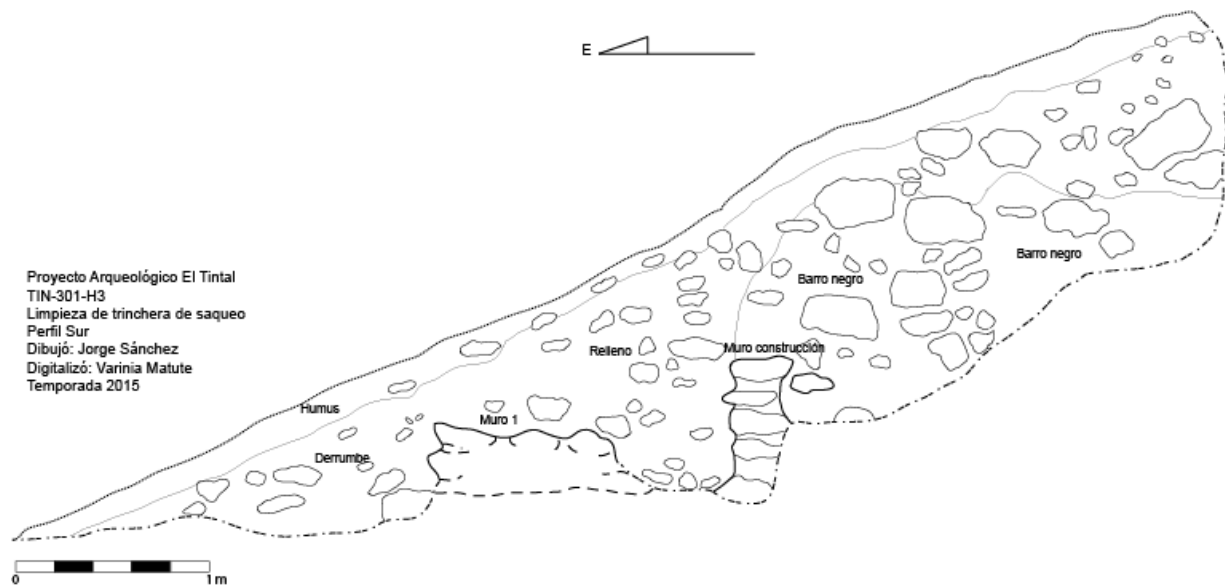 E
Proyecto Arqueológico El Tintal
TIN-301-H3
Limpieza de trinchera de saqueo
Perfil Sur
Dibujó: Jorge Sánchez
Digitalizó: Varinia Matute
Temporada 2015
Barro negro
Barro negro
Relleno
Muro construcción
Humus
Muro 1
Derrumbe
0
1 m